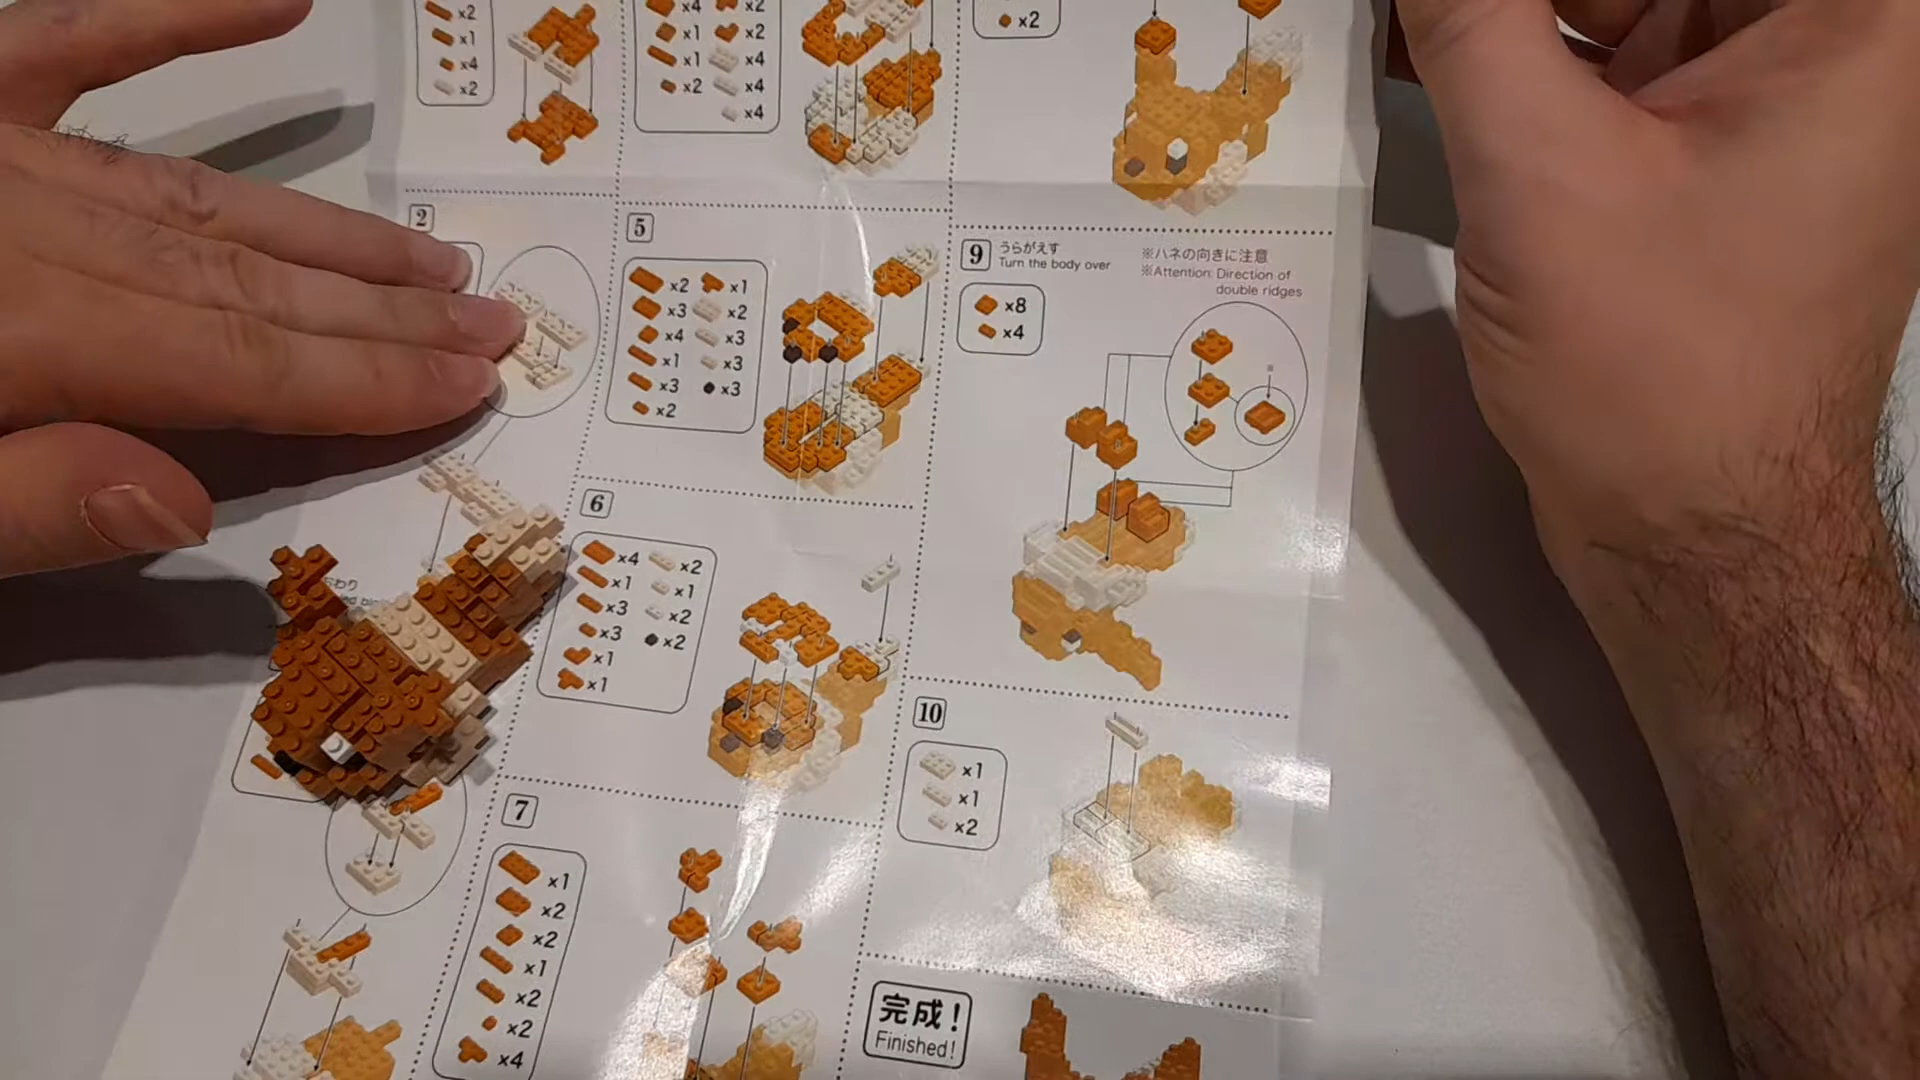 x2
x1
x4
x2
x4
x2
x1
x2
x1
x4
x2
x4
x4
x2
2
5
x2
x1
x3
x2
x4
x3
x1
x3
x3
x3
x2
6
x4
x2
x1
x1
x3
x2
x3
x2
x1
x1
7
x1
x2
x2
x1
x2
x2
x4
9
うらがえす
Turn the body over
※ハネの向きに注意
※Attention: Direction of
double ridges
x8
x4
※
10
x1
x1
x2
完成!
Finished!